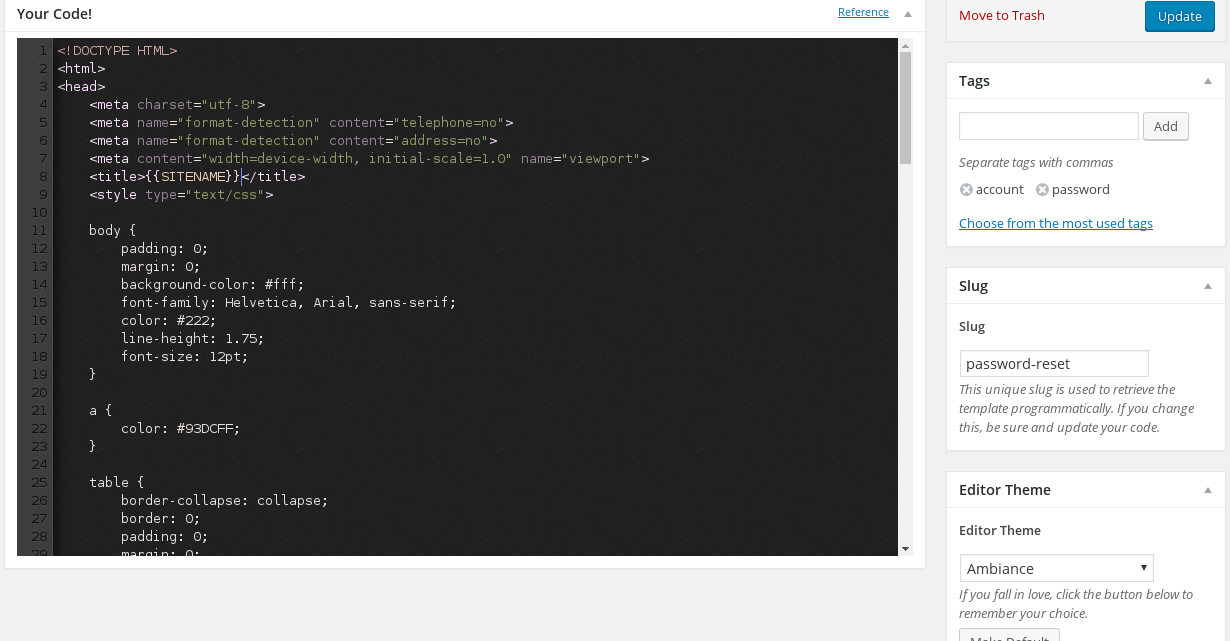 Your Code!
Reference
1 <!DOCTYPE HTML>
2 <html>
3 <head>
4 <meta charset="utf-8">
5 <meta name="format-detection" content="telephone=no">
6 <meta name="format-detection" content="address=no">
7 <meta content="width=device-width, initial-scale=1.0" name="viewport">
8 <title>{{SITENAME}}</title>
9 <style type="text/css">
10
11 body {
12 padding: 0;
13 margin: 0;
14 background-color: #fff;
15 font-family: Helvetica, Arial, sans-serif;
16 color: #222;
17 line-height: 1.75;
18 font-size: 12pt;
19 }
20
21 a {
22 color: #93DCFF;
23 }
24
25 table {
26 border-collapse: collapse;
27 border: 0;
28 padding: 0;
29 margin: 0;
Move to Trash
Update
Tags
Add
Separate tags with commas
account password
Choose from the most used tags
Slug
Slug
password-reset
This unique slug is used to retrieve the
template programmatically. If you change
this, be sure and update your code.
Editor Theme
Editor Theme
Ambiance
If you fall in love, click the button below to
remember your choice.
Make Default